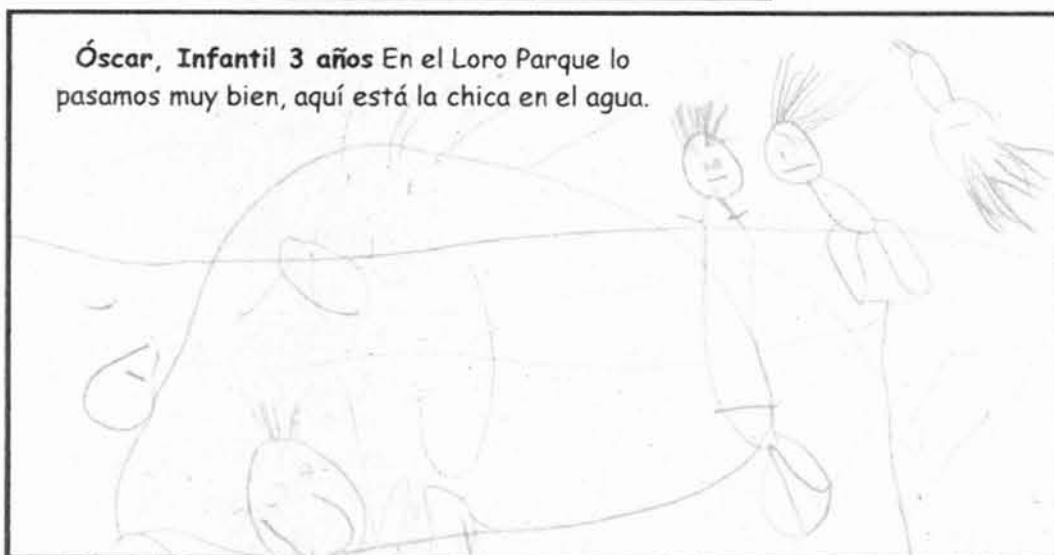 Óscar, Infantil 3 años En el Loro Parque lo
pasamos muy bien, aquí está la chica en el agua.